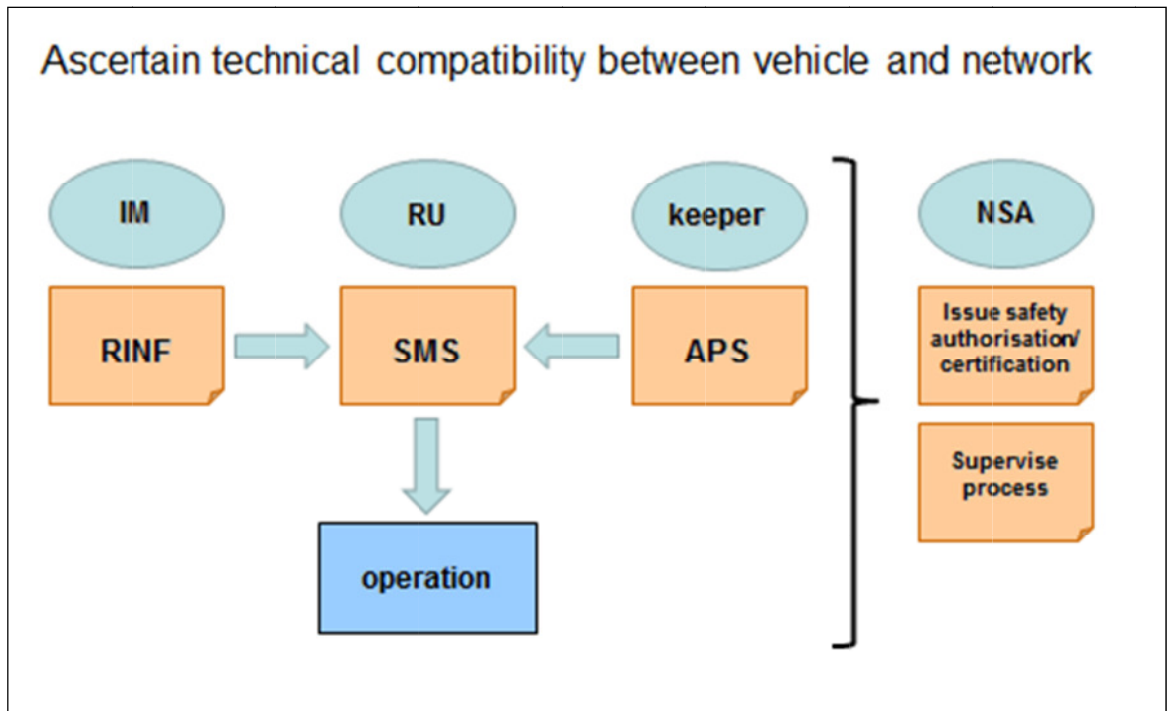 Ascertain technical compatibility between vehicle and network
IM
RU
keeper
NSA
RINF
SMS
APS
Issue safety
authorisation/
certification
Supervise
process
operation